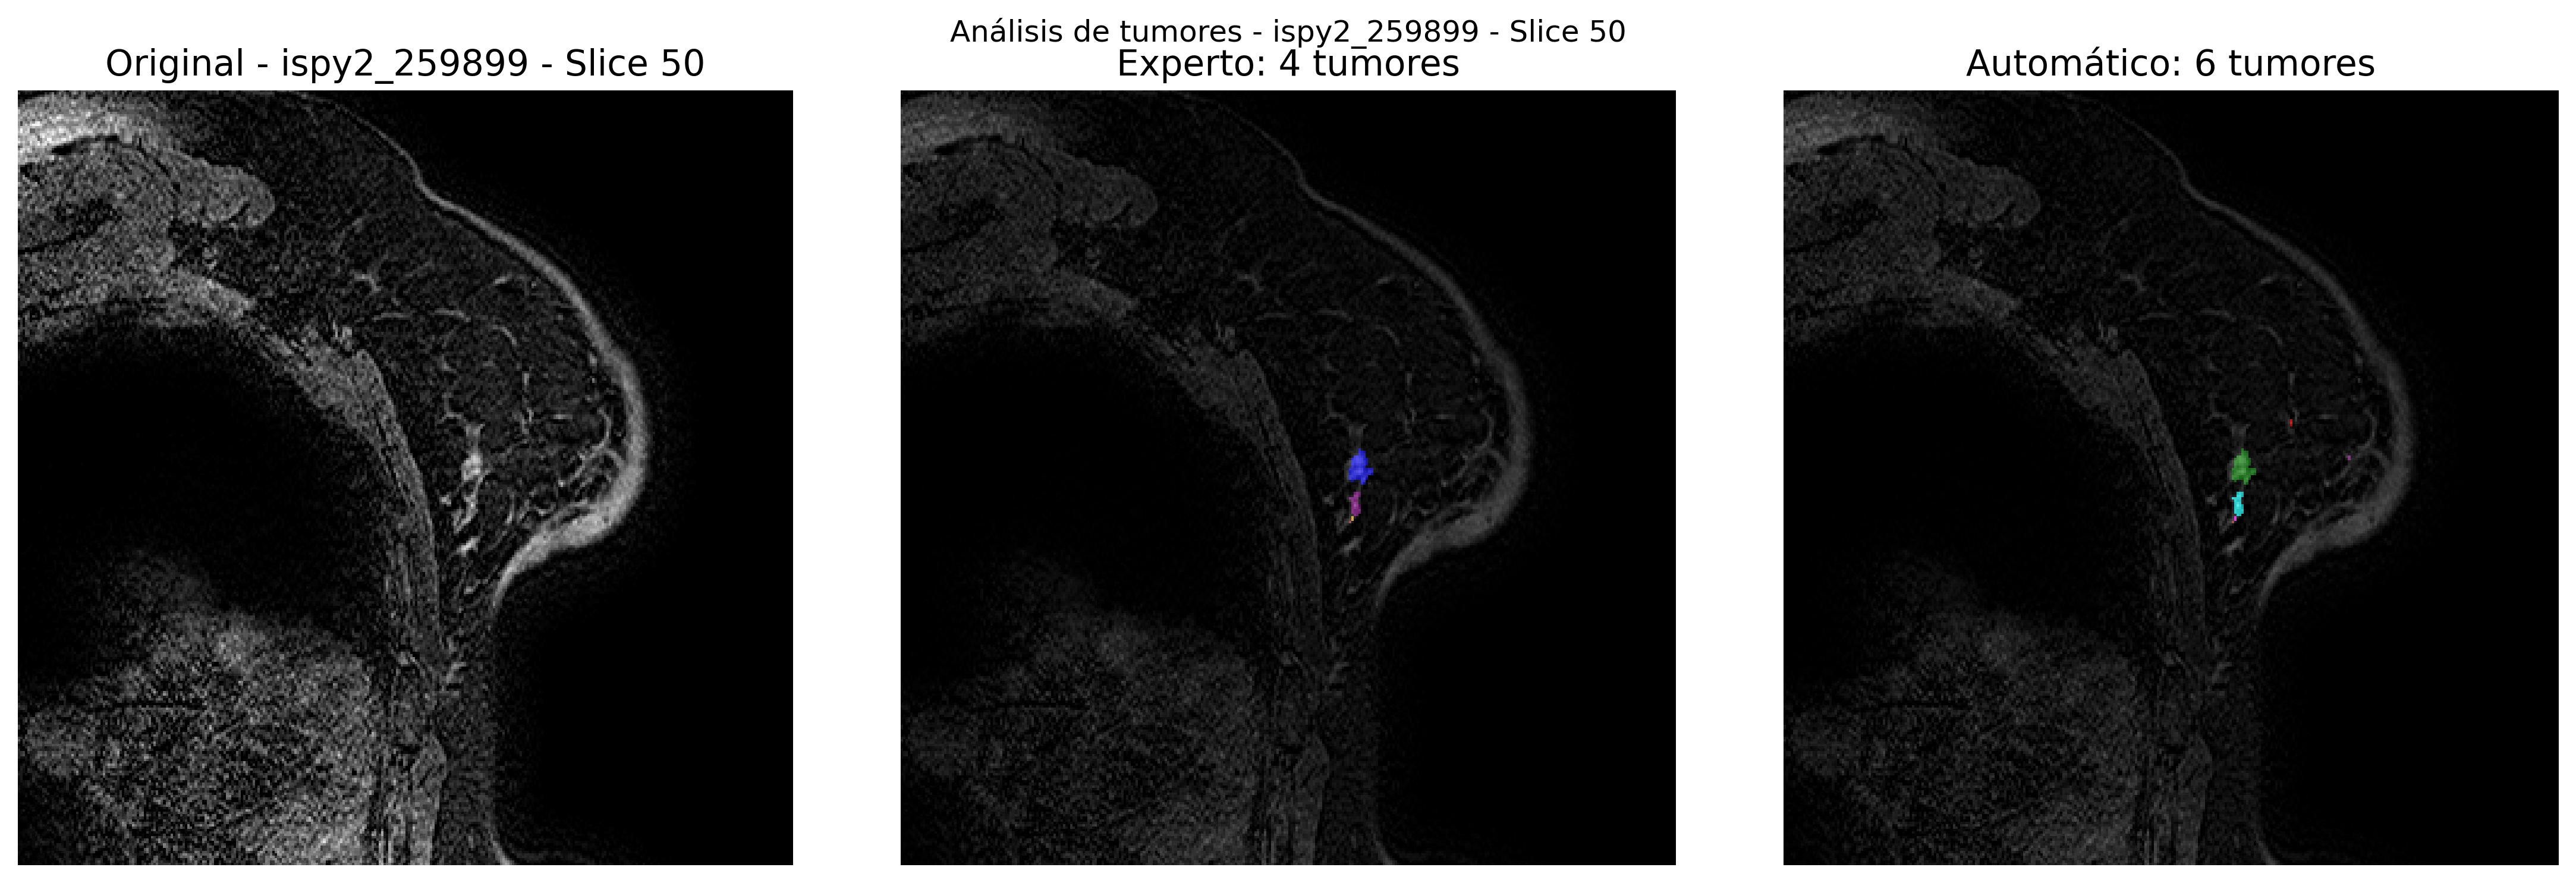 Análisis de tumores - ispy2_259899 - Slice 50
Original - ispy2_259899 - Slice 50
Experto: 4 tumores
Automático: 6 tumores